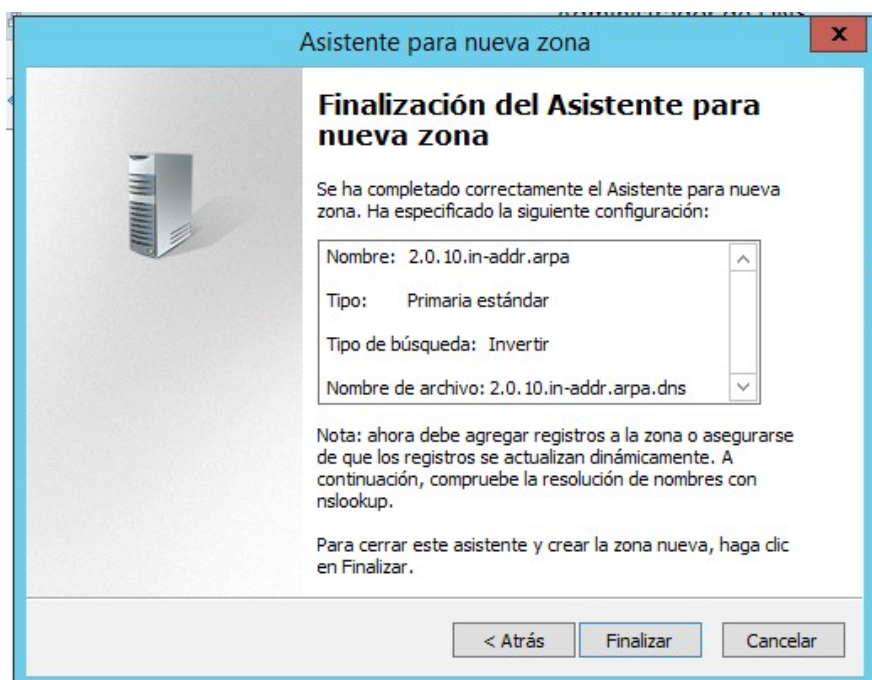 Asistente para nueva zona
x
Finalización del Asistente para
nueva zona
Se ha completado correctamente el Asistente para nueva
zona. Ha especificado la siguiente configuración:
Nombre: 2.0.10.in-addr.arpa
Tipo: Primaria estándar
Tipo de búsqueda: Invertir
Nombre de archivo: 2.0.10.in-addr.arpa.dns
Nota: ahora debe agregar registros a la zona o asegurarse
de que los registros se actualizan dinámicamente. A
continuación, compruebe la resolución de nombres con
nslookup.
Para cerrar este asistente y crear la zona nueva, haga clic
en Finalizar.
< Atrás Finalizar Cancelar